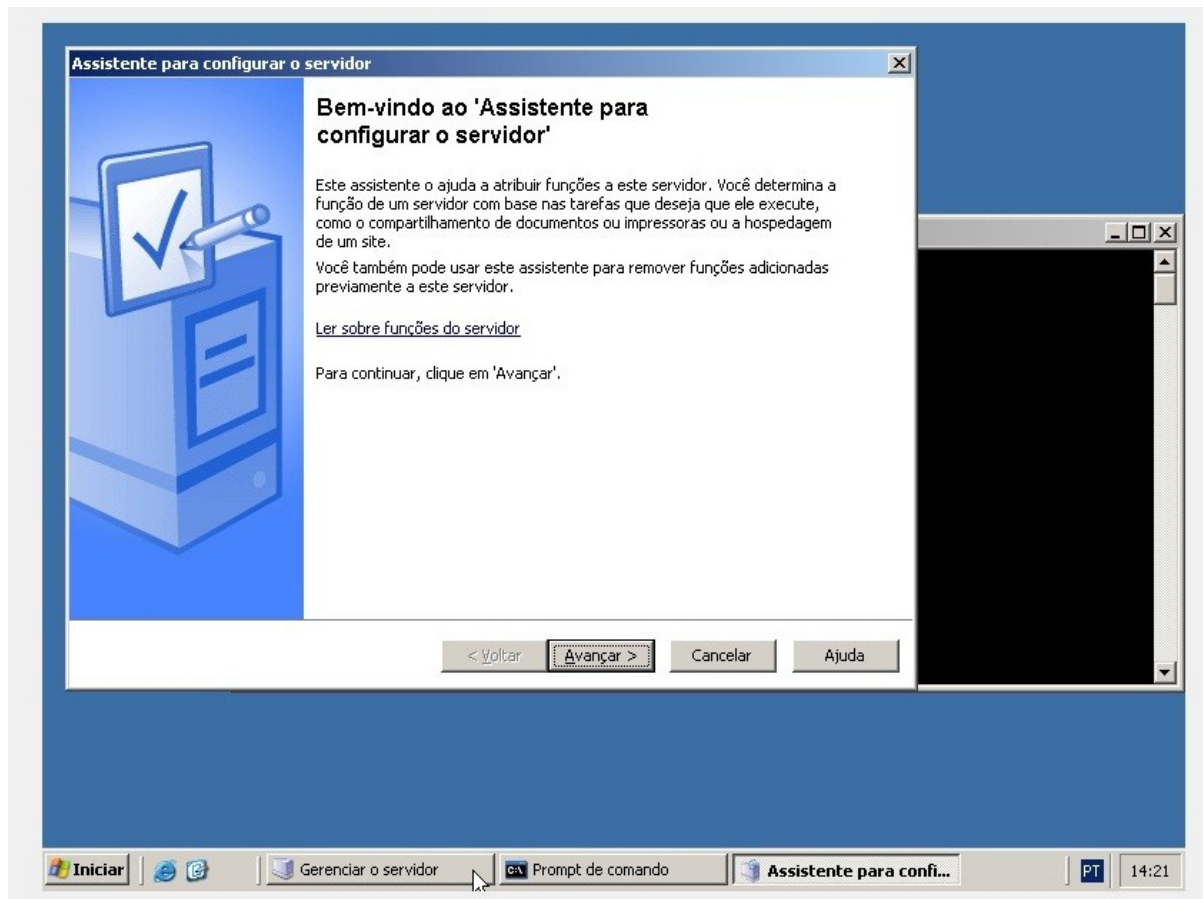 Assistente para configurar o servidor
Bem-vindo ao 'Assistente para
configurar o servidor'
Este assistente o ajuda a atribuir funções a este servidor. Você determina a
função de um servidor com base nas tarefas que deseja que ele execute,
como o compartilhamento de documentos ou impressoras ou a hospedagem
de um site.
Você também pode usar este assistente para remover funções adicionadas
previamente a este servidor.
Ler sobre funções do servidor
Para continuar, clique em 'Avançar'.
< Voltar Avançar > Cancelar Ajuda
Iniciar Gerenciar o servidor Prompt de comando Assistente para confi... PT 14:21